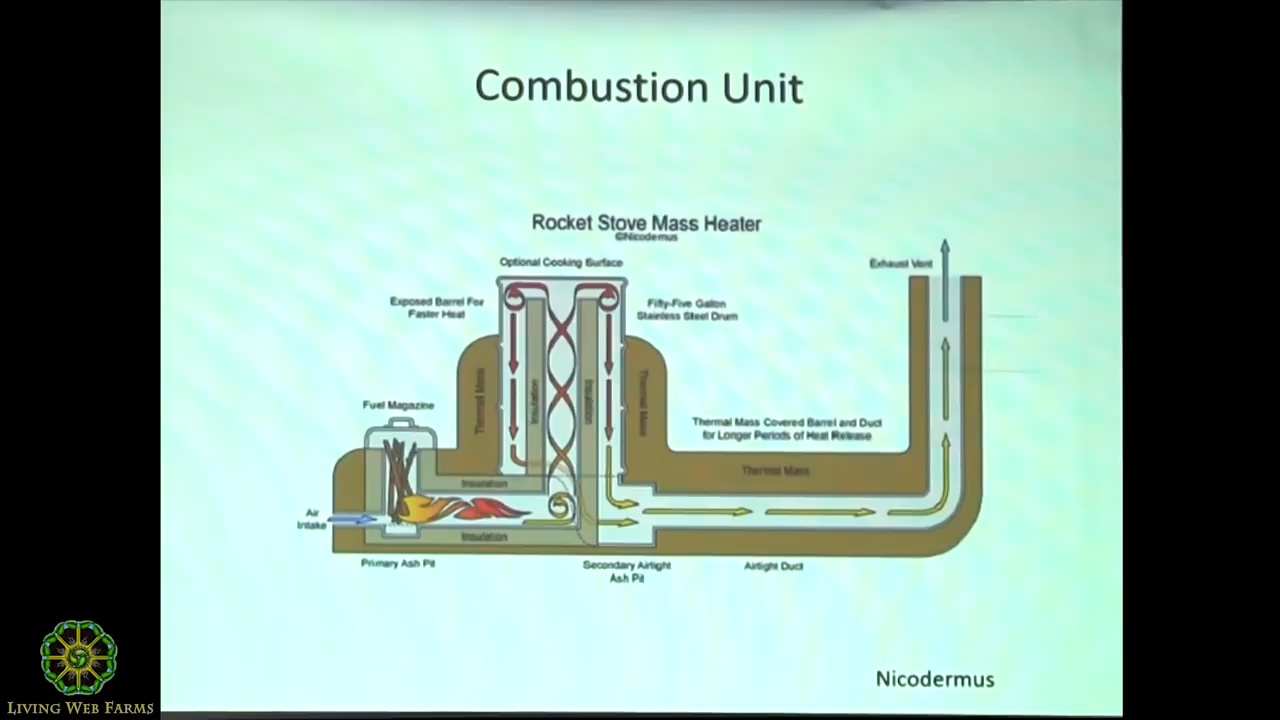 Combustion Unit
Rocket Stove Mass Heater
©Nicodemus
Optional Cooking Surface
Exhaust Vent
Exposed Barrel For
Faster Heat
Fifty-Five Gallon
Stainless Steel Drum
Thermal Mass
Insulation
Insulation
Thermal Mass
Fuel Magazine
Thermal Mass Covered Barrel and Duct
for Longer Periods of Heat Release
Thermal Mass
Insulation
Air
Intake
Insulation
Primary Ash Pit
Secondary Airtight
Ash Pit
Airtight Duct
Nicodermus
LIVING WEB FARMS